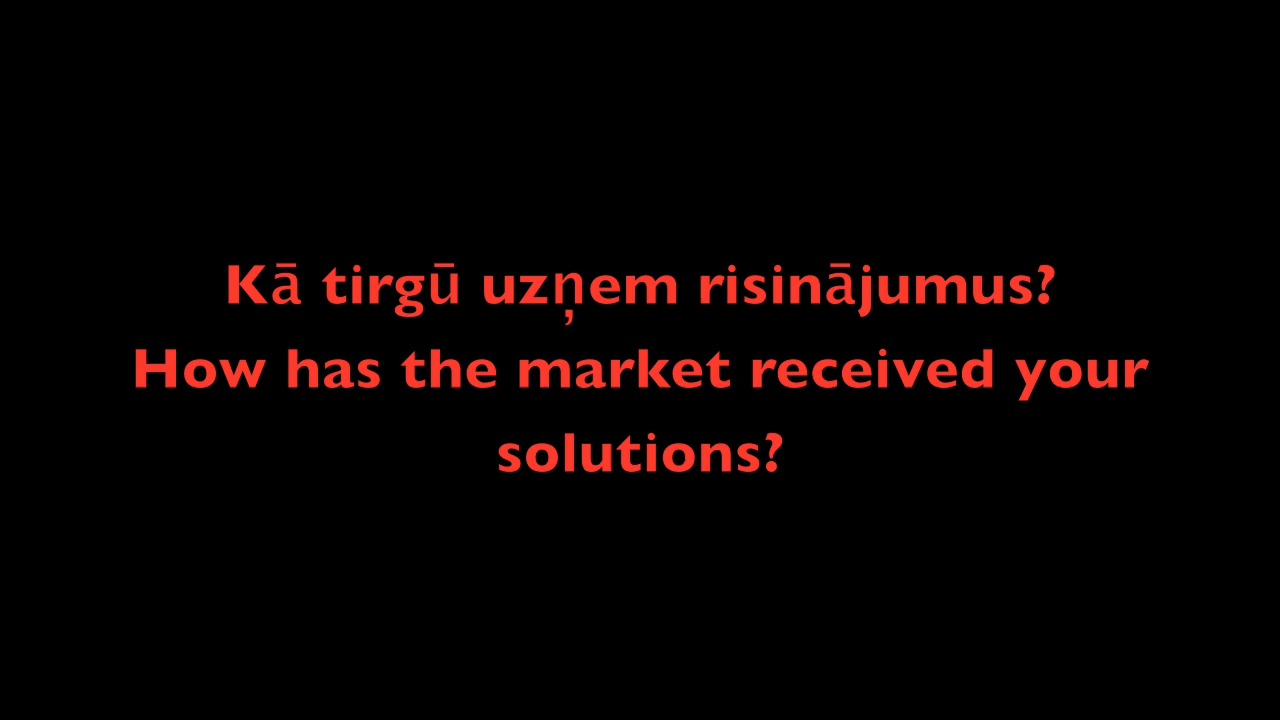 Kā tirgū uzņem risinājumus?
How has the market received your
solutions?